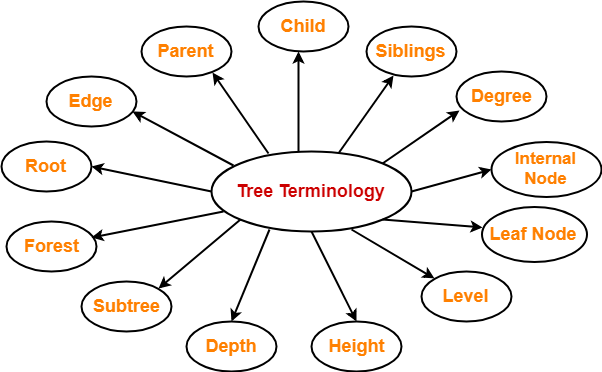 Child
Parent
Siblings
Edge
Degree
Root
Internal
Node
Tree Terminology
Forest
Leaf Node
Subtree
Level
Depth
Height